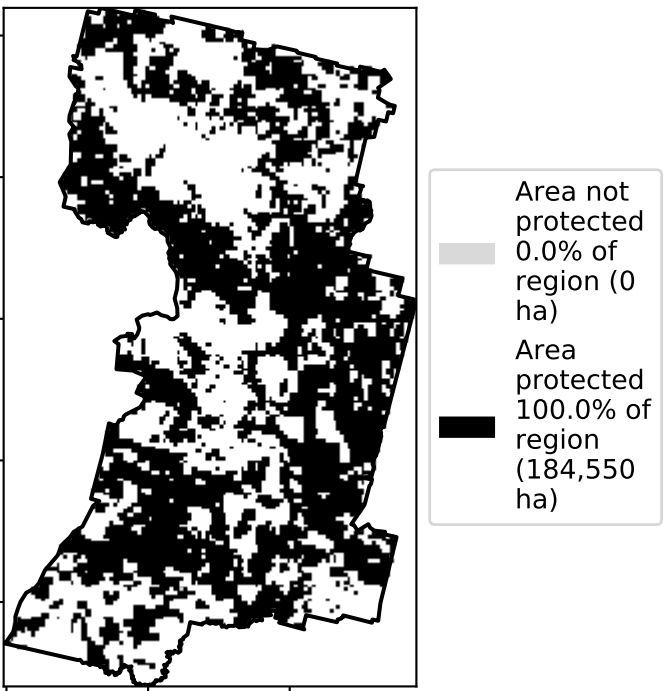 Area not
protected
0.0% of
region (0
ha)
Area
protected
100.0% of
region
(184,550
ha)